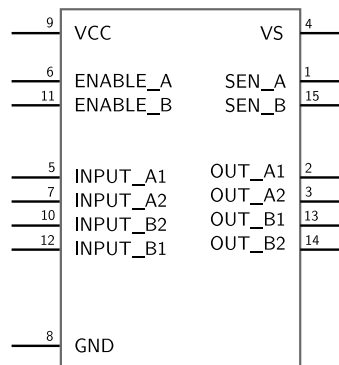 9 VCC VS 4
6 ENABLE_A SEN_A 1
11 ENABLE_B SEN_B 15
5 INPUT_A1 OUT_A1 2
7 INPUT_A2 OUT_A2 3
10 INPUT_B2 OUT_B1 13
12 INPUT_B1 OUT_B2 14
8 GND